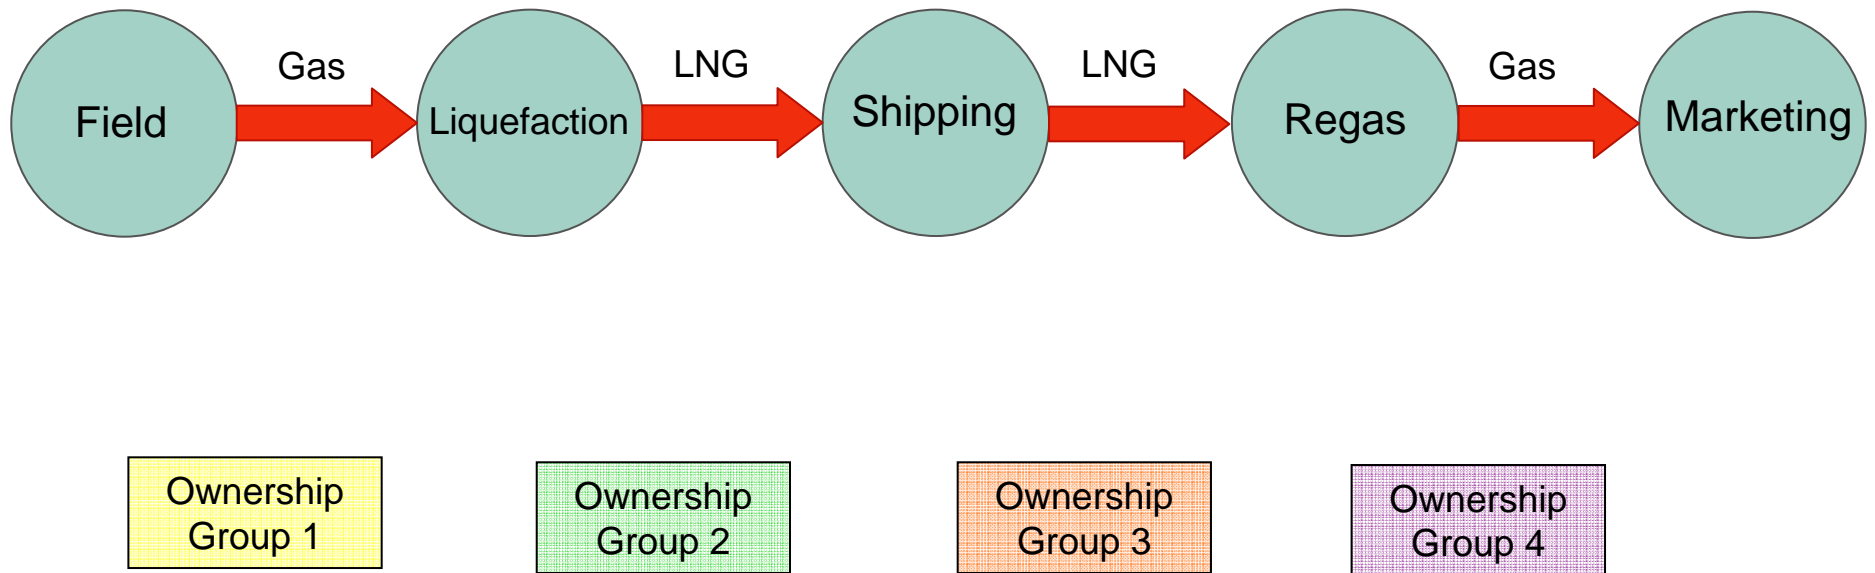 Field
Gas
Liquefaction
LNG
Shipping
LNG
Regas
Gas
Marketing
Ownership
Group 1
Ownership
Group 2
Ownership
Group 3
Ownership
Group 4